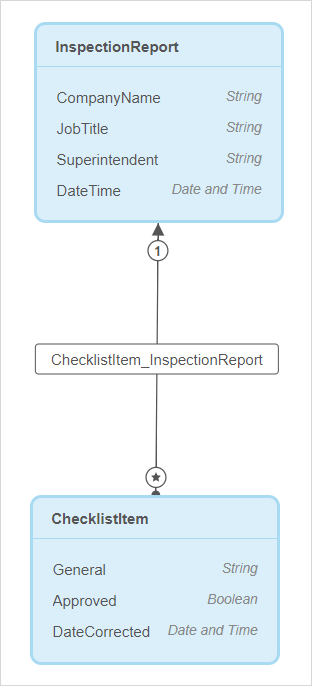 InspectionReport
CompanyName String
JobTitle String
Superintendent String
DateTime Date and Time
1
ChecklistItem_InspectionReport
ChecklistItem
General String
Approved Boolean
DateCorrected Date and Time